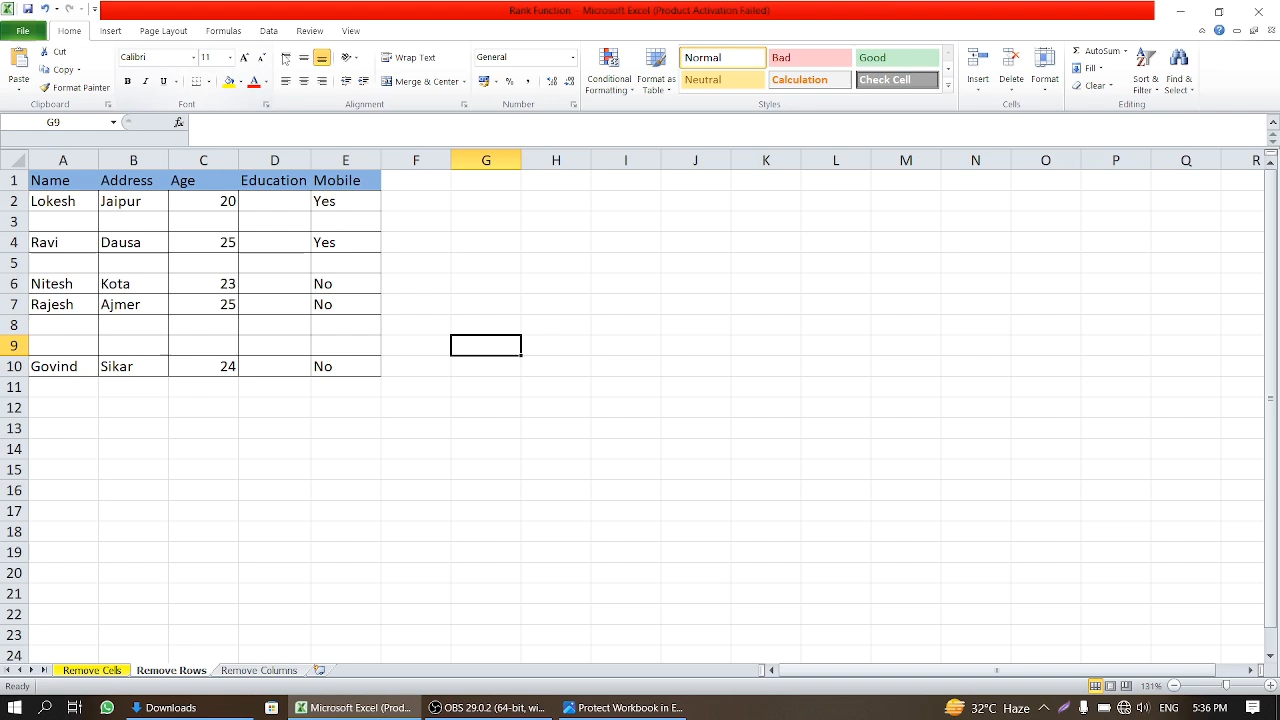 Rank Function - Microsoft Excel (Product Activation Failed)
File Home Insert Page Layout Formulas Data Review View
Paste
Cut
Copy
Format Painter
Clipboard
Calibri 11
B I U
A A
Font
Wrap Text
Merge & Center
Alignment
General
% ,
Number
Conditional Formatting
Format as Table
Normal Bad Good
Neutral Calculation Check Cell
Styles
Insert Delete Format
Cells
AutoSum
Fill
Clear
Sort & Filter
Find & Select
Editing
G9 fx
A B C D E F G H I J K L M N O P Q R
1 Name Address Age Education Mobile
2 Lokesh Jaipur 20 Yes
3
4 Ravi Dausa 25 Yes
5
6 Nitesh Kota 23 No
7 Rajesh Ajmer 25 No
8
9
10 Govind Sikar 24 No
11
12
13
14
15
16
17
18
19
20
21
22
23
24
Remove Cells Remove Rows Remove Columns
Ready 131%
Downloads Microsoft Excel (Prod... OBS 29.0.2 (64-bit, wi... Protect Workbook in E... 32°C Haze ENG 5:36 PM